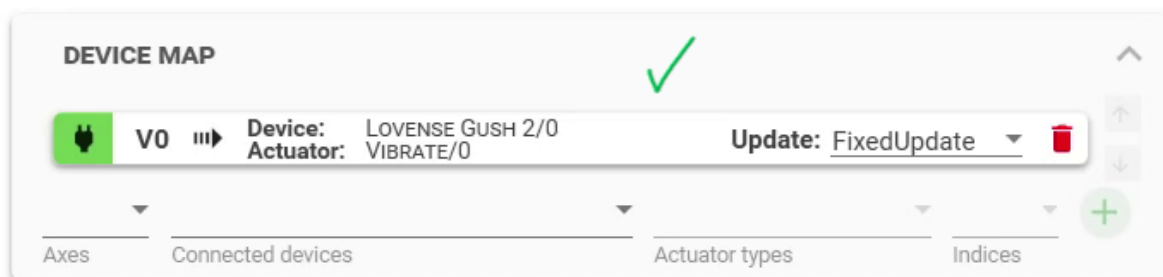 DEVICE MAP
V0 Device: LOVENSE GUSH 2/0 Update: FixedUpdate
Actuator: VIBRATE/0
Axes Connected devices Actuator types Indices